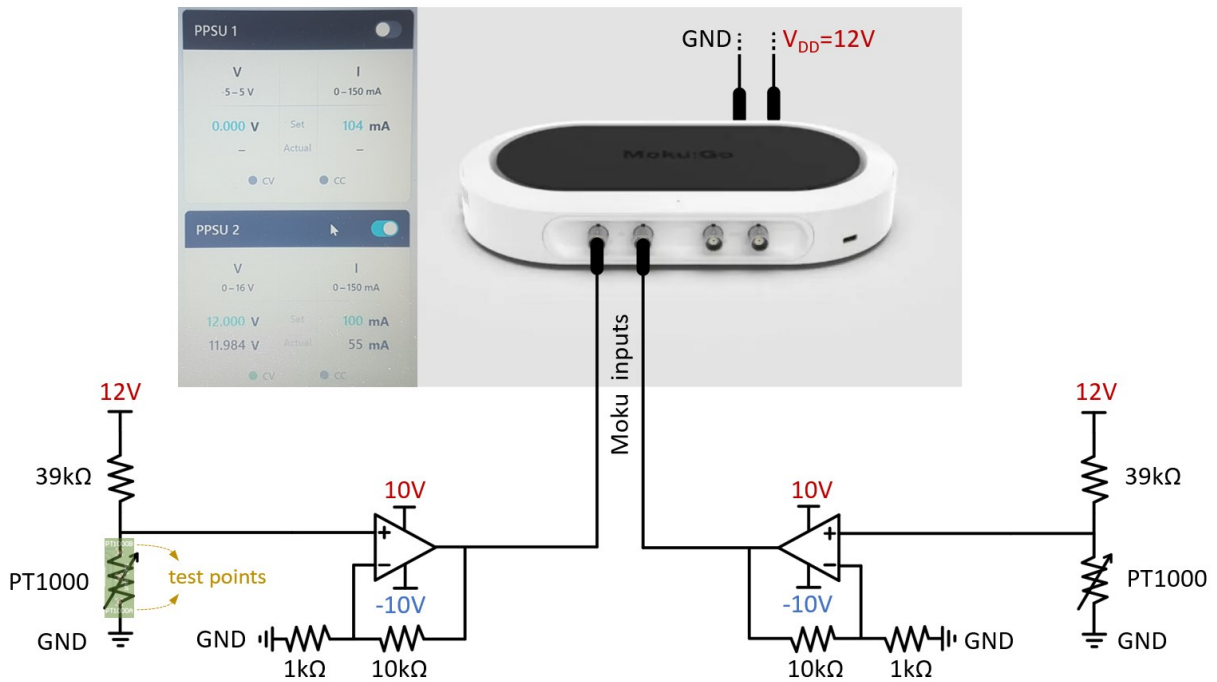 PPSU 1
V
I
-5 – 5 V
0 – 150 mA
0.000 V
Set
104 mA
–
Actual
–
CV
CC
PPSU 2
V
I
0 – 16 V
0 – 150 mA
12.000 V
Set
100 mA
11.984 V
Actual
55 mA
CV
CC
GND
VDD=12V
Moku:Go
Moku inputs
12V
39kΩ
10V
+
–
-10V
PT1000B
PT1000
PT1000A
test points
GND
GND
1kΩ
10kΩ
12V
39kΩ
10V
+
–
-10V
PT1000
GND
GND
10kΩ
1kΩ